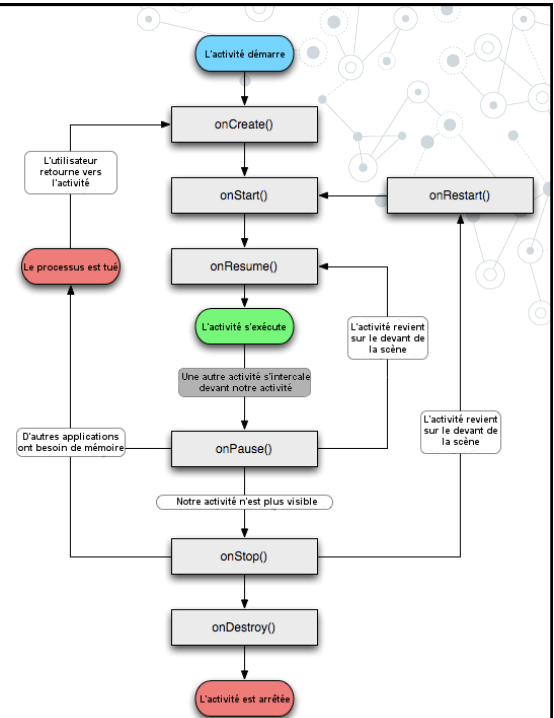 L'activité démarre
onCreate()
L'utilisateur
retourne vers
l'activité
onStart()
onRestart()
Le processus est tué
onResume()
L'activité s'exécute
L'activité revient
sur le devant de
la scène
Une autre activité s'intercale
devant notre activité
D'autres applications
ont besoin de mémoire
onPause()
L'activité revient
sur le devant de
la scène
Notre activité n'est plus visible
onStop()
onDestroy()
L'activité est arrêtée